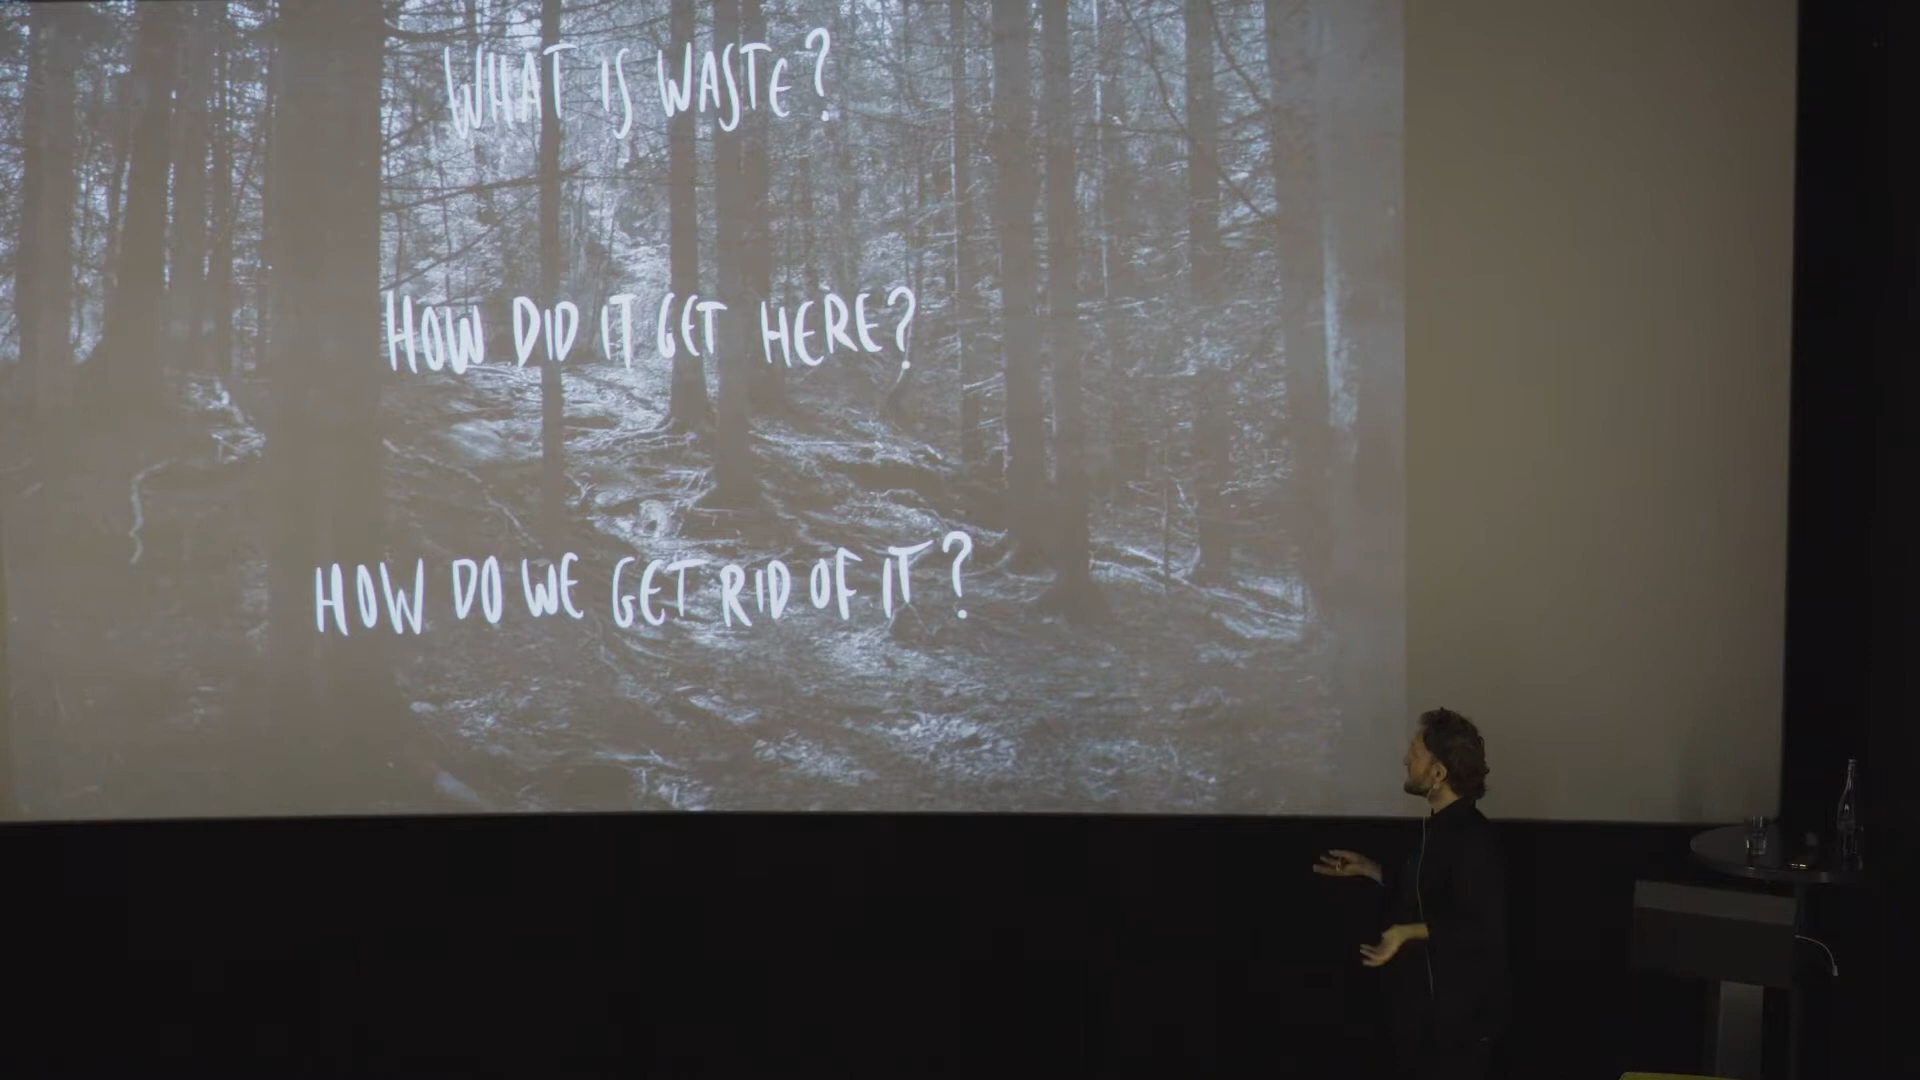 WHAT IS WASTE?
HOW DID IT GET HERE?
HOW DO WE GET RID OF IT?